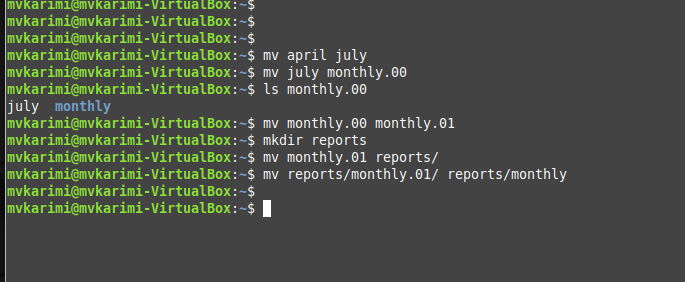 mvkarimi@mvkarimi-VirtualBox:~$
mvkarimi@mvkarimi-VirtualBox:~$
mvkarimi@mvkarimi-VirtualBox:~$
mvkarimi@mvkarimi-VirtualBox:~$ mv april july
mvkarimi@mvkarimi-VirtualBox:~$ mv july monthly.00
mvkarimi@mvkarimi-VirtualBox:~$ ls monthly.00
july  monthly
mvkarimi@mvkarimi-VirtualBox:~$ mv monthly.00 monthly.01
mvkarimi@mvkarimi-VirtualBox:~$ mkdir reports
mvkarimi@mvkarimi-VirtualBox:~$ mv monthly.01 reports/
mvkarimi@mvkarimi-VirtualBox:~$ mv reports/monthly.01/ reports/monthly
mvkarimi@mvkarimi-VirtualBox:~$
mvkarimi@mvkarimi-VirtualBox:~$